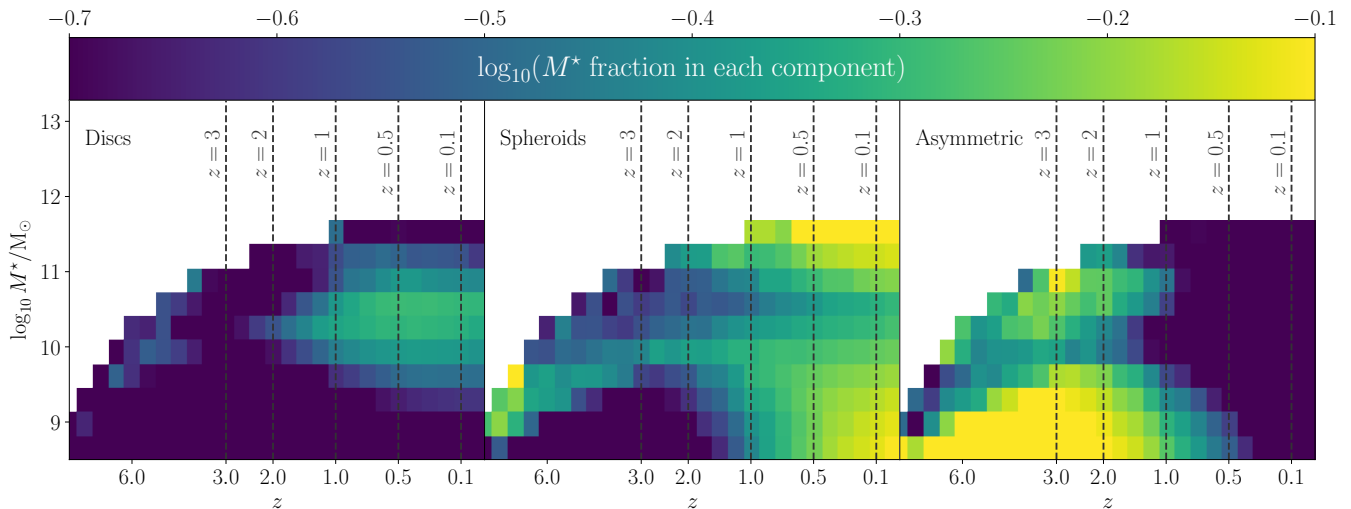 −0.7 −0.6 −0.5 −0.4 −0.3 −0.2 −0.1
log₁₀(M⋆ fraction in each component)
13
12
11
10
9
log₁₀ M⋆/M⊙
Discs
z = 3
z = 2
z = 1
z = 0.5
z = 0.1
Spheroids
z = 3
z = 2
z = 1
z = 0.5
z = 0.1
Asymmetric
z = 3
z = 2
z = 1
z = 0.5
z = 0.1
6.0 3.0 2.0 1.0 0.5 0.1
6.0 3.0 2.0 1.0 0.5 0.1
6.0 3.0 2.0 1.0 0.5 0.1
z
z
z